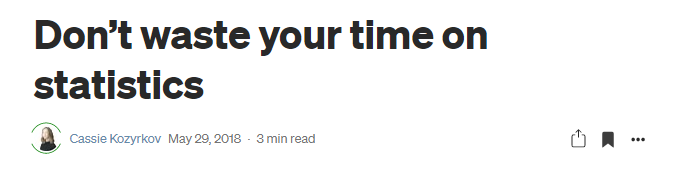 Don’t waste your time on
statistics
Cassie Kozyrkov May 29, 2018 · 3 min read